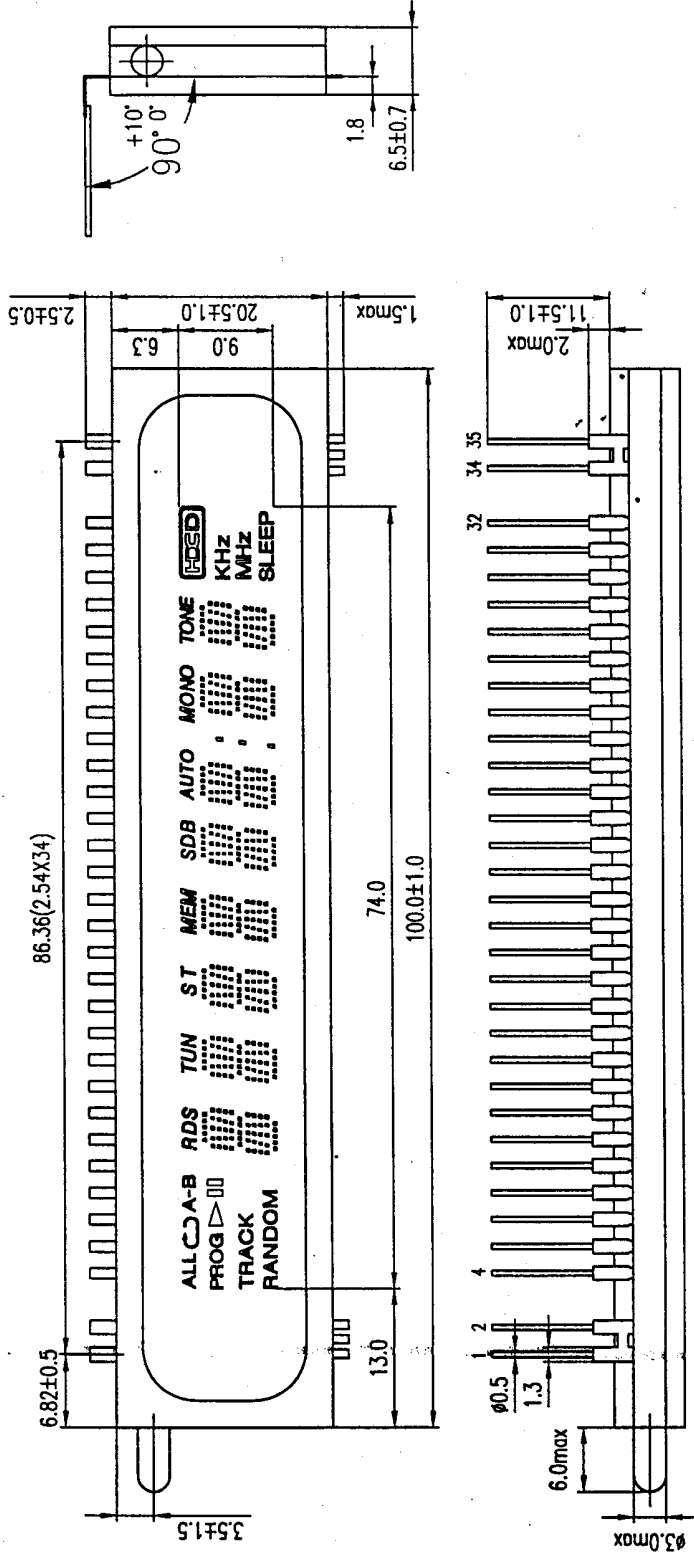 90° +10° 0°
1.8
6.5±0.7
86.36(2.54X34)
6.82±0.5
2.5±0.5
20.5±1.0
1.5max
6.3
9.0
RDS TUN ST MEM SDB AUTO MONO TONE
ALL A-B
PROG
TRACK
RANDOM
KHz
MHz
SLEEP
13.0
74.0
100.0±1.0
3.5±1.5
1 2 4 32 34 35
ø0.5
1.3
11.5±1.0
2.0max
6.0max
ø3.0max